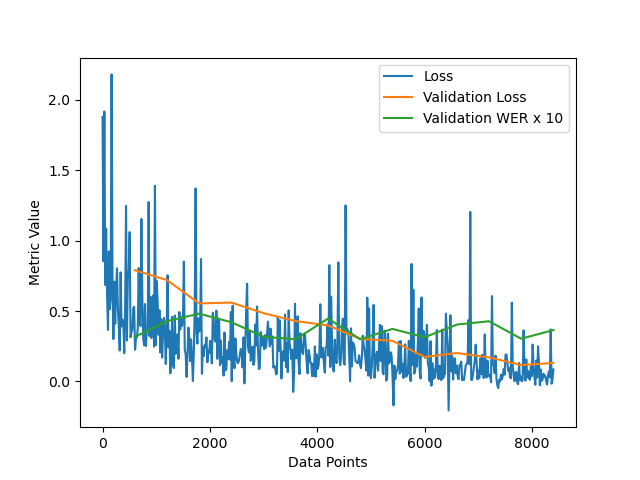 Loss
Validation Loss
Validation WER x 10
Metric Value
2.0
1.5
1.0
0.5
0.0
0
2000
4000
6000
8000
Data Points